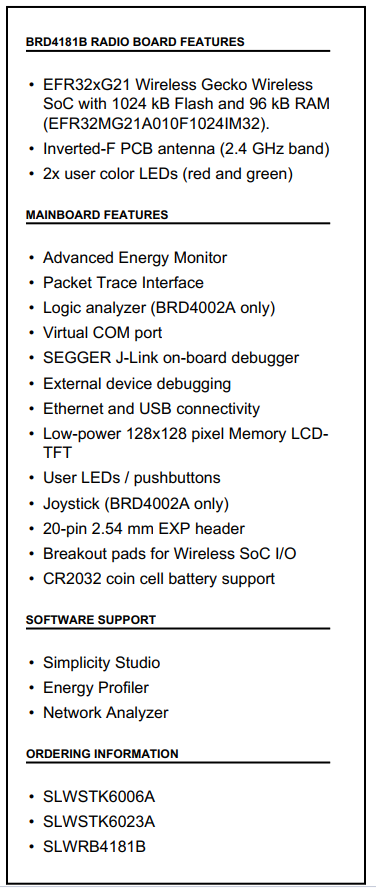 BRD4181B RADIO BOARD FEATURES
• EFR32xG21 Wireless Gecko Wireless
SoC with 1024 kB Flash and 96 kB RAM
(EFR32MG21A010F1024IM32).
• Inverted-F PCB antenna (2.4 GHz band)
• 2x user color LEDs (red and green)
MAINBOARD FEATURES
• Advanced Energy Monitor
• Packet Trace Interface
• Logic analyzer (BRD4002A only)
• Virtual COM port
• SEGGER J-Link on-board debugger
• External device debugging
• Ethernet and USB connectivity
• Low-power 128x128 pixel Memory LCD-
TFT
• User LEDs / pushbuttons
• Joystick (BRD4002A only)
• 20-pin 2.54 mm EXP header
• Breakout pads for Wireless SoC I/O
• CR2032 coin cell battery support
SOFTWARE SUPPORT
• Simplicity Studio
• Energy Profiler
• Network Analyzer
ORDERING INFORMATION
• SLWSTK6006A
• SLWSTK6023A
• SLWRB4181B